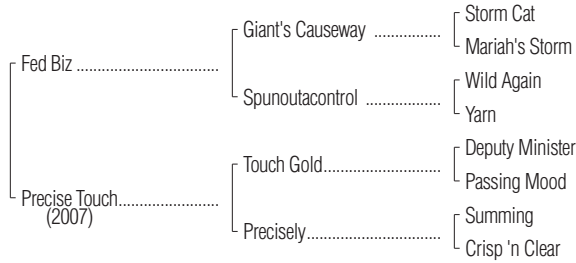 Storm Cat
Giant's Causeway ................
Mariah's Storm
Fed Biz ................................
Wild Again
Spunoutacontrol .................
Yarn
Deputy Minister
Touch Gold...........................
Passing Mood
Precise Touch.......................
(2007)
Summing
Precisely...............................
Crisp 'n Clear